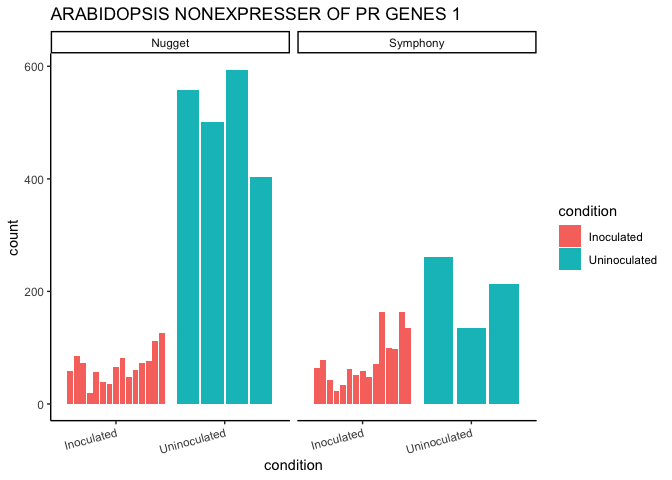 ARABIDOPSIS NONEXPRESSER OF PR GENES 1
Nugget
Symphony
600
400
200
0
count
Inoculated
Uninoculated
Inoculated
Uninoculated
condition
condition
Inoculated
Uninoculated